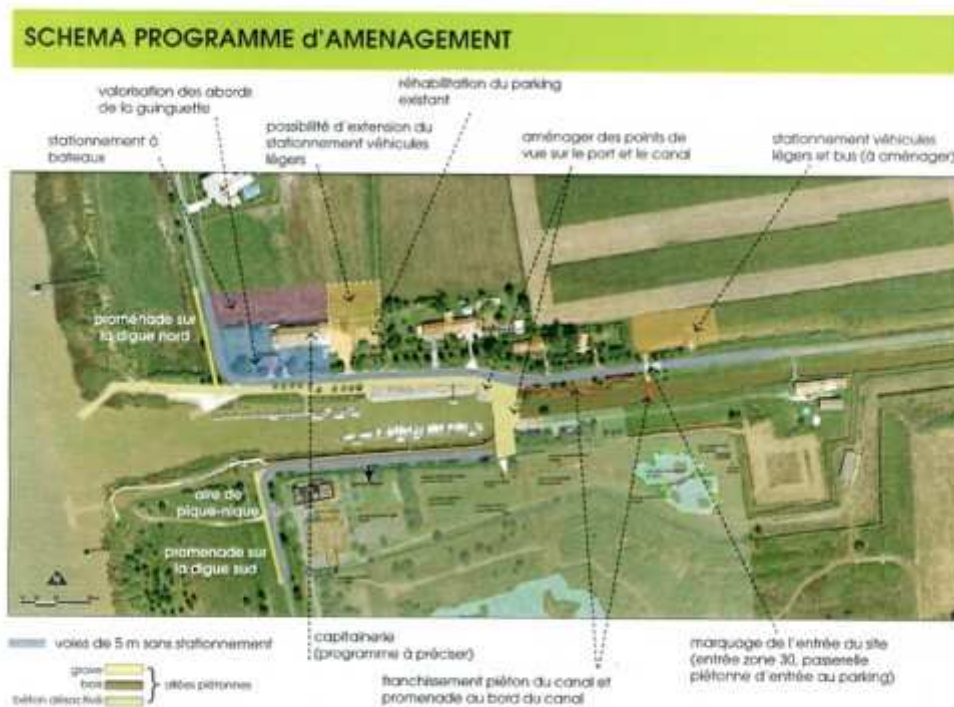 SCHEMA PROGRAMME d'AMENAGEMENT
valorisation des abords
de la guinguette
réhabilitation du parking
existant
stationnement à
bateaux
possibilité d'extension du
stationnement véhicules
légers
aménager des points de
vue sur le port et le canal
stationnement véhicules
légers et bus (à aménager)
promenade sur
la digue nord
aire de
pique-nique
promenade sur
la digue sud
voies de 5 m sans stationnement
grave
bois
béton désactivé
allées piétonnes
capitainerie
(programme à préciser)
franchissement piéton du canal et
promenade au bord du canal
marquage de l'entrée du site
(entrée zone 30, passerelle
piétonne d'entrée au parking)